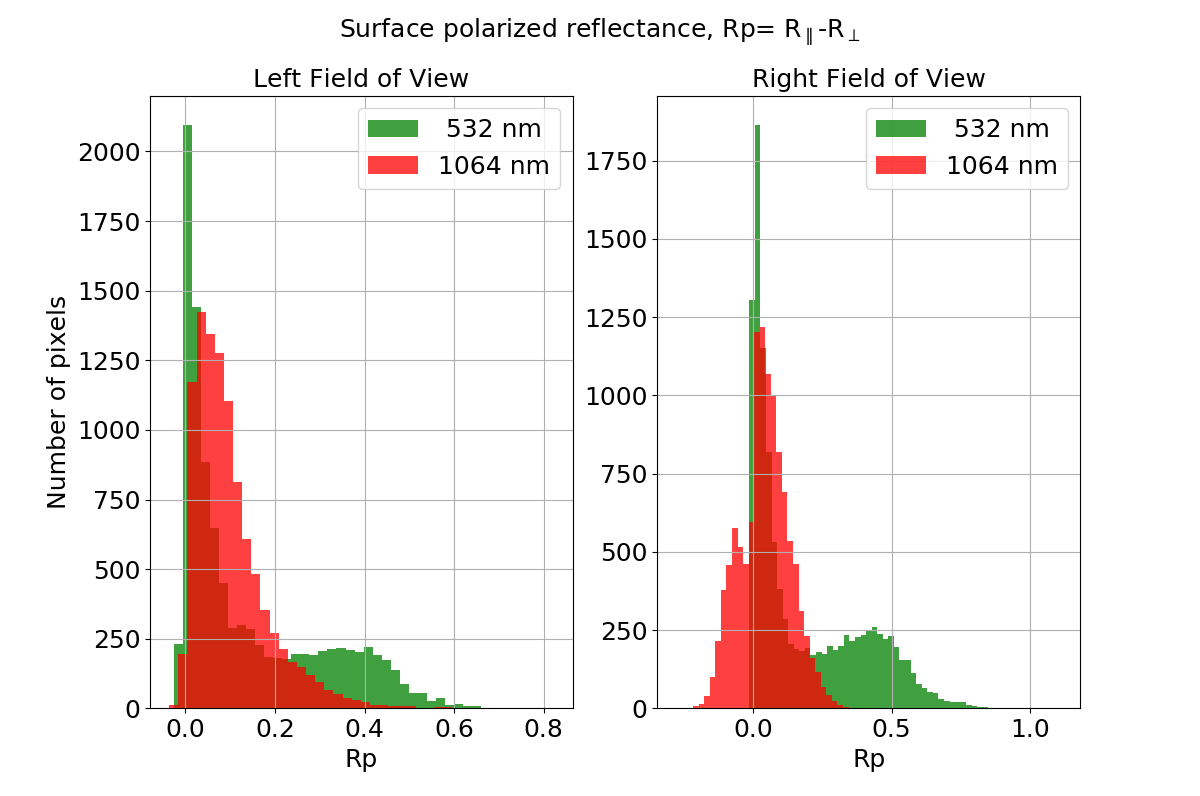 Surface polarized reflectance, Rp= R∥-R⊥
Left Field of View
Number of pixels
2000
1750
1500
1250
1000
750
500
250
0
532 nm
1064 nm
0.0 0.2 0.4 0.6 0.8
Rp
Right Field of View
1750
1500
1250
1000
750
500
250
0
532 nm
1064 nm
0.0 0.5 1.0
Rp